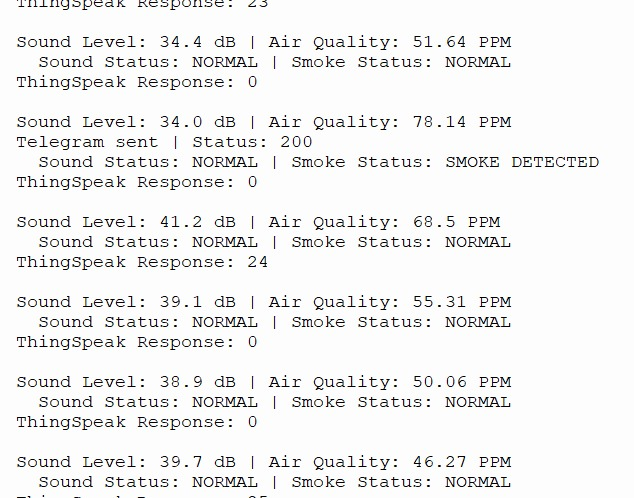 ThingSpeak Response: 23
Sound Level: 34.4 dB | Air Quality: 51.64 PPM
Sound Status: NORMAL | Smoke Status: NORMAL
ThingSpeak Response: 0
Sound Level: 34.0 dB | Air Quality: 78.14 PPM
Telegram sent | Status: 200
Sound Status: NORMAL | Smoke Status: SMOKE DETECTED
ThingSpeak Response: 0
Sound Level: 41.2 dB | Air Quality: 68.5 PPM
Sound Status: NORMAL | Smoke Status: NORMAL
ThingSpeak Response: 24
Sound Level: 39.1 dB | Air Quality: 55.31 PPM
Sound Status: NORMAL | Smoke Status: NORMAL
ThingSpeak Response: 0
Sound Level: 38.9 dB | Air Quality: 50.06 PPM
Sound Status: NORMAL | Smoke Status: NORMAL
ThingSpeak Response: 0
Sound Level: 39.7 dB | Air Quality: 46.27 PPM
Sound Status: NORMAL | Smoke Status: NORMAL